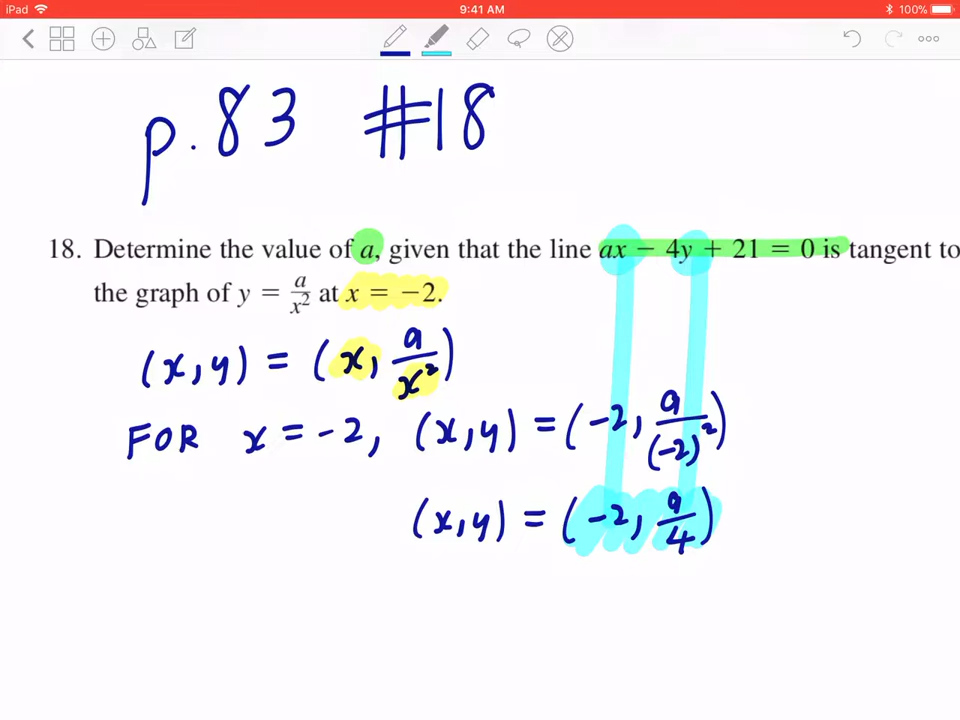 iPad 9:41 AM 100%
p. 83 #18
18. Determine the value of a, given that the line ax − 4y + 21 = 0 is tangent to
the graph of y = a/x² at x = −2.
(x, y) = (x, a/x²)
FOR x = -2, (x, y) = (-2, a/(-2)²)
(x, y) = (-2, a/4)